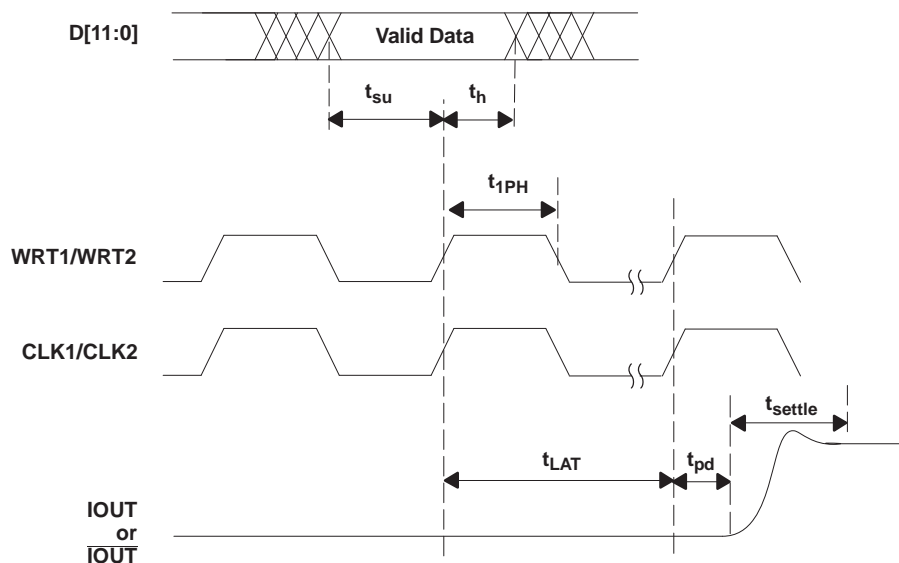 D[11:0]
Valid Data
tsu
th
t1PH
WRT1/WRT2
CLK1/CLK2
tsettle
tLAT
tpd
IOUT
or
IOUT